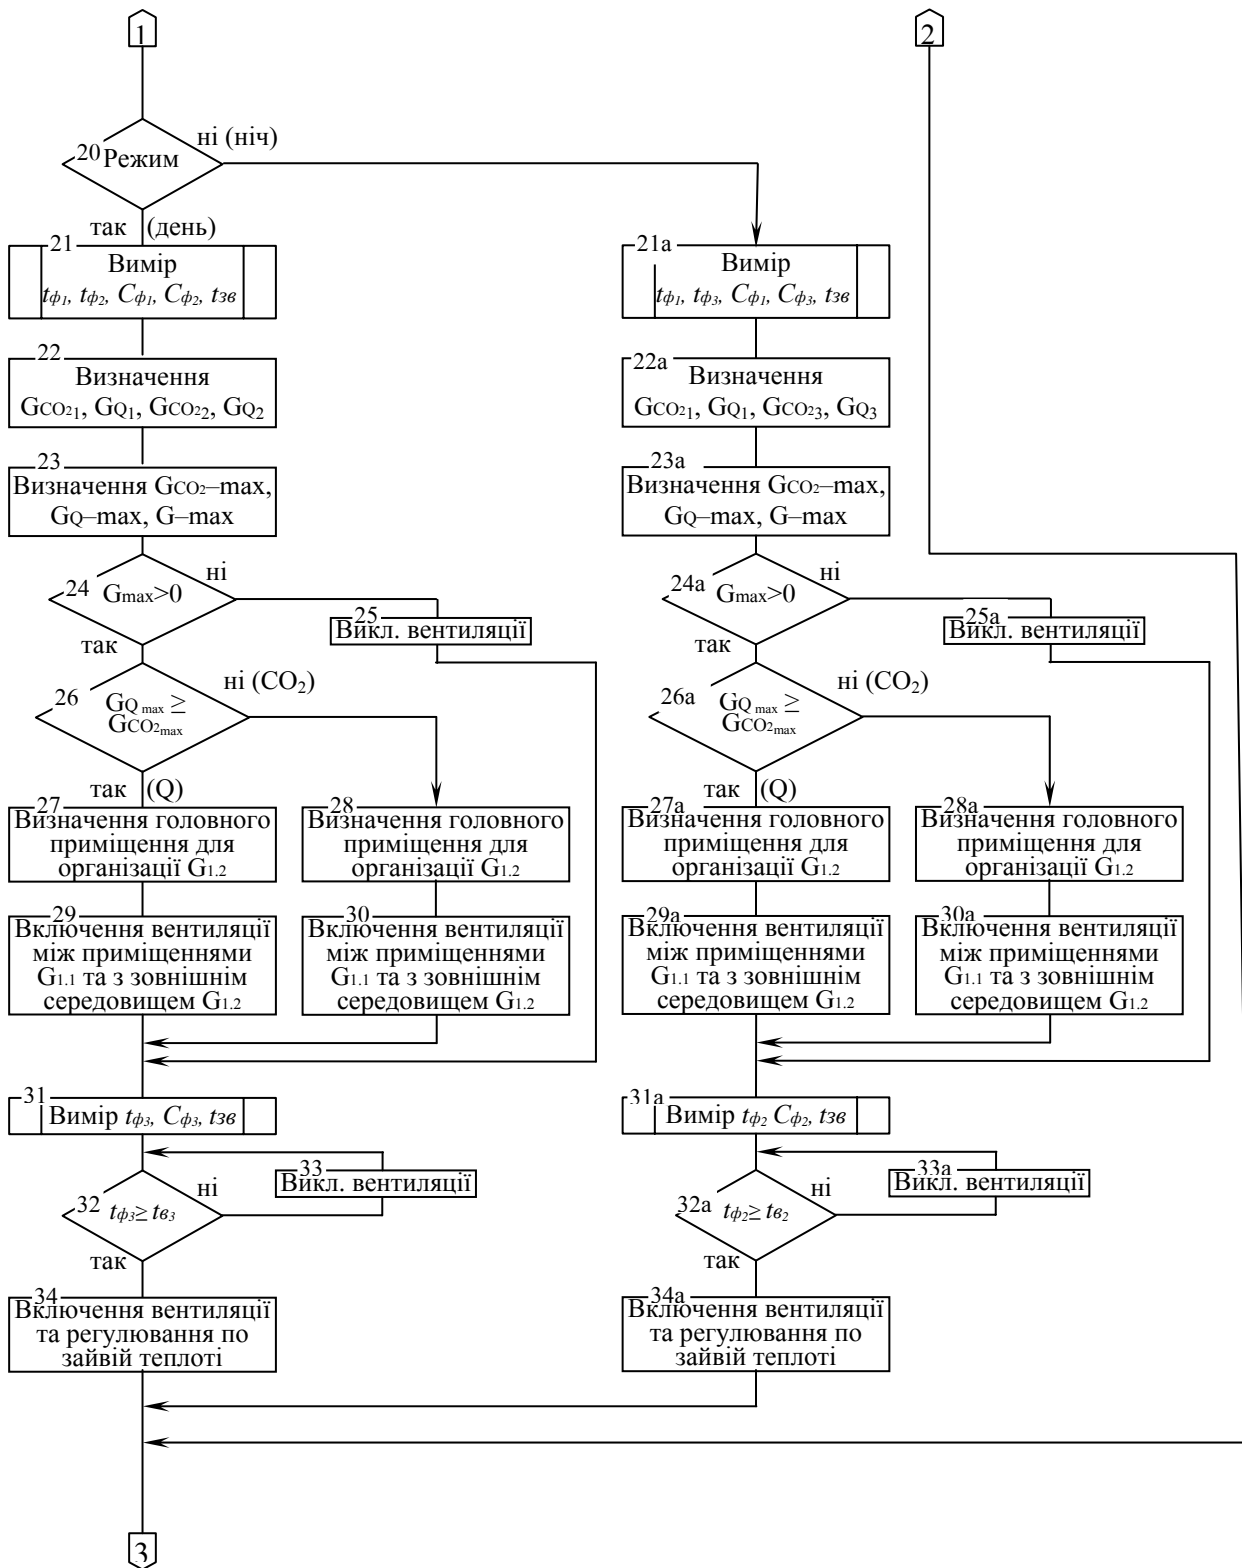 1
2
ні (ніч)
20 Режим
так (день)
21
Вимір
tф1, tф2, Cф1, Cф2, tзв
21а
Вимір
tф1, tф3, Cф1, Cф3, tзв
22
Визначення
GCO21, GQ1, GCO22, GQ2
22а
Визначення
GCO21, GQ1, GCO23, GQ3
23
Визначення GCO2–max,
GQ–max, G–max
23а
Визначення GCO2–max,
GQ–max, G–max
24 Gmax>0
ні
так
25
Викл. вентиляції
24а Gmax>0
ні
так
25а
Викл. вентиляції
26
GQ max ≥
GCO2max
ні (CO2)
так (Q)
26а
GQ max ≥
GCO2max
ні (CO2)
так (Q)
27
Визначення головного
приміщення для
організації G1.2
28
Визначення головного
приміщення для
організації G1.2
27а
Визначення головного
приміщення для
організації G1.2
28а
Визначення головного
приміщення для
організації G1.2
29
Включення вентиляції
між приміщеннями
G1.1 та з зовнішнім
середовищем G1.2
30
Включення вентиляції
між приміщеннями
G1.1 та з зовнішнім
середовищем G1.2
29а
Включення вентиляції
між приміщеннями
G1.1 та з зовнішнім
середовищем G1.2
30а
Включення вентиляції
між приміщеннями
G1.1 та з зовнішнім
середовищем G1.2
31
Вимір tф3, Cф3, tзв
31а
Вимір tф2 Cф2, tзв
33
Викл. вентиляції
32 tф3≥ tв3
ні
так
33а
Викл. вентиляції
32а tф2≥ tв2
ні
так
34
Включення вентиляції
та регулювання по
зайвій теплоті
34а
Включення вентиляції
та регулювання по
зайвій теплоті
3